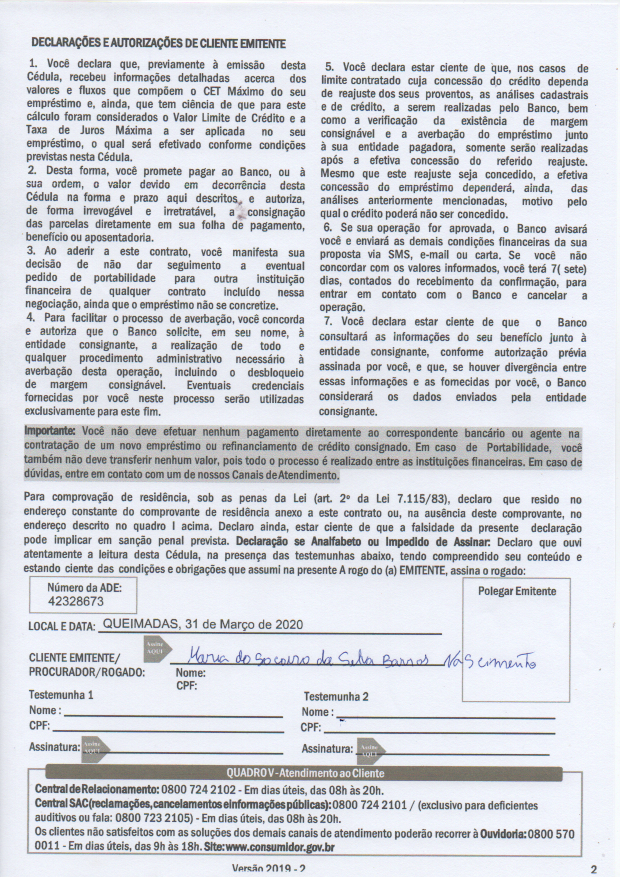 DECLARAÇÕES E AUTORIZAÇÕES DE CLIENTE EMITENTE
1. Você declara que, previamente à emissão desta
Cédula, recebeu informações detalhadas acerca dos
valores e fluxos que compõem o CET Máximo do seu
empréstimo e, ainda, que tem ciência de que para este
cálculo foram considerados o Valor Limite de Crédito e a
Taxa de Juros Máxima a ser aplicada no seu
empréstimo, o qual será efetivado conforme condições
previstas nesta Cédula.
2. Desta forma, você promete pagar ao Banco, ou à
sua ordem, o valor devido em decorrência desta
Cédula na forma e prazo aqui descritos, e autoriza,
de forma irrevogável e irretratável, a consignação
das parcelas diretamente em sua folha de pagamento,
benefício ou aposentadoria.
3. Ao aderir a este contrato, você manifesta sua
decisão de não dar seguimento a eventual
pedido de portabilidade para outra instituição
financeira de qualquer contrato incluído nessa
negociação, ainda que o empréstimo não se concretize.
4. Para facilitar o processo de averbação, você concorda
e autoriza que o Banco solicite, em seu nome, à
entidade consignante, a realização de todo e
qualquer procedimento administrativo necessário à
averbação desta operação, incluindo o desbloqueio
de margem consignável. Eventuais credenciais
fornecidas por você neste processo serão utilizadas
exclusivamente para este fim.
5. Você declara estar ciente de que, nos casos de
limite contratado cuja concessão do crédito dependa
de reajuste dos seus proventos, as análises cadastrais
e de crédito, a serem realizadas pelo Banco, bem
como a verificação da existência de margem
consignável e a averbação do empréstimo junto
à sua entidade pagadora, somente serão realizadas
após a efetiva concessão do referido reajuste.
Mesmo que este reajuste seja concedido, a efetiva
concessão do empréstimo dependerá, ainda, das
análises anteriormente mencionadas, motivo pelo
qual o crédito poderá não ser concedido.
6. Se sua operação for aprovada, o Banco avisará
você e enviará as demais condições financeiras da sua
proposta via SMS, e-mail ou carta. Se você não
concordar com os valores informados, você terá 7( sete)
dias, contados do recebimento da confirmação, para
entrar em contato com o Banco e cancelar a
operação.
7. Você declara estar ciente de que o Banco
consultará as informações do seu benefício junto à
entidade consignante, conforme autorização prévia
assinada por você, e que, se houver divergência entre
essas informações e as fornecidas por você, o Banco
considerará os dados enviados pela entidade
consignante.
Importante: Você não deve efetuar nenhum pagamento diretamente ao correspondente bancário ou agente na
contratação de um novo empréstimo ou refinanciamento de crédito consignado. Em caso de Portabilidade, você
também não deve transferir nenhum valor, pois todo o processo é realizado entre as instituições financeiras. Em caso de
dúvidas, entre em contato com um de nossos Canais de Atendimento.
Para comprovação de residência, sob as penas da Lei (art. 2º da Lei 7.115/83), declaro que resido no
endereço constante do comprovante de residência anexo a este contrato ou, na ausência deste comprovante, no
endereço descrito no quadro I acima. Declaro ainda, estar ciente de que a falsidade da presente declaração
pode implicar em sanção penal prevista. Declaração se Analfabeto ou Impedido de Assinar: Declaro que ouvi
atentamente a leitura desta Cédula, na presença das testemunhas abaixo, tendo compreendido seu conteúdo e
estando ciente das condições e obrigações que assumi na presente A rogo do (a) EMITENTE, assina o rogado:
Número da ADE:
42328673
Polegar Emitente
LOCAL E DATA: QUEIMADAS, 31 de Março de 2020
Assine
AQUI
CLIENTE EMITENTE/ Maria do Socorro da Silva Barros Nascimento
PROCURADOR/ROGADO: Nome:
CPF:
Testemunha 1
Nome :
CPF:
Assinatura: Assine
AQUI
Testemunha 2
Nome :
CPF:
Assinatura: Assine
AQUI
QUADRO V - Atendimento ao Cliente
Central de Relacionamento: 0800 724 2102 - Em dias úteis, das 08h às 20h.
Central SAC (reclamações, cancelamentos e informações públicas): 0800 724 2101 / (exclusivo para deficientes
auditivos ou fala: 0800 723 2105) - Em dias úteis, das 08h às 20h.
Os clientes não satisfeitos com as soluções dos demais canais de atendimento poderão recorrer à Ouvidoria: 0800 570
0011 - Em dias úteis, das 9h às 18h. Site: www.consumidor.gov.br
Versão 2019 - 2
2